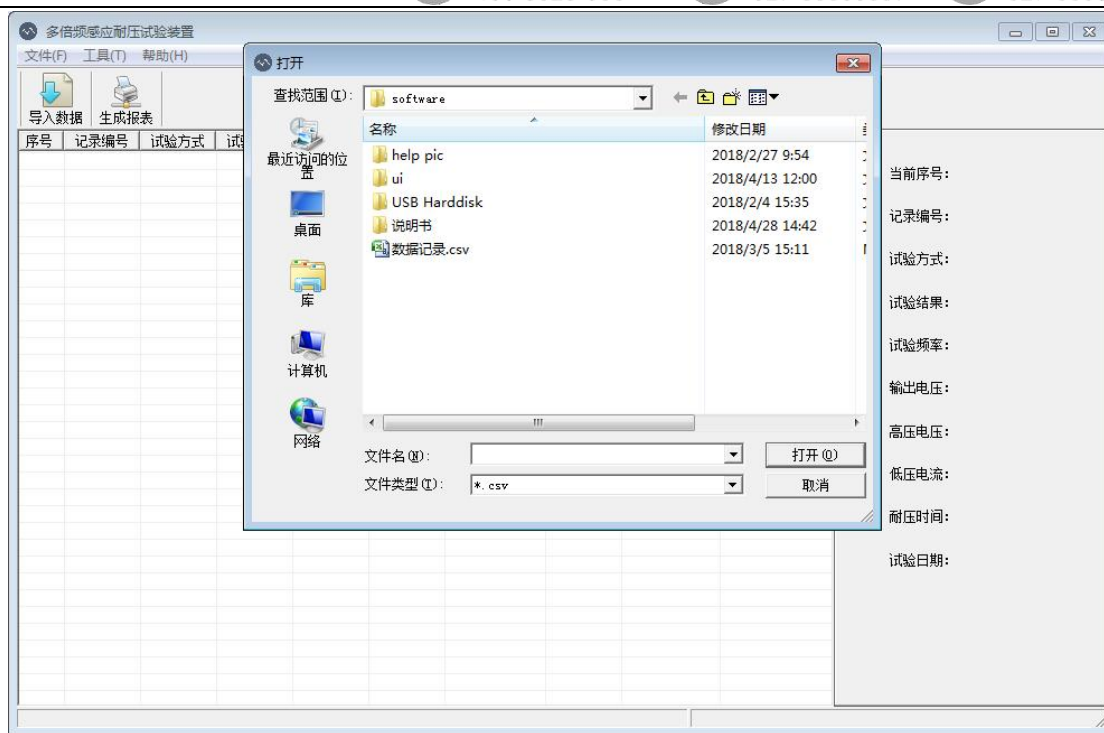 多倍频感应耐压试验装置
文件(F) 工具(T) 帮助(H)
导入数据 生成报表
序号 记录编号 试验方式
打开
查找范围(I): software
名称 修改日期
help pic 2018/2/27 9:54
ui 2018/4/13 12:00
USB Harddisk 2018/2/4 15:35
说明书 2018/4/28 14:42
数据记录.csv 2018/3/5 15:11
最近访问的位置
桌面
库
计算机
网络
文件名(N): 打开(O)
文件类型(T): *.csv 取消
当前序号:
记录编号:
试验方式:
试验结果:
试验频率:
输出电压:
高压电压:
低压电流:
耐压时间:
试验日期: